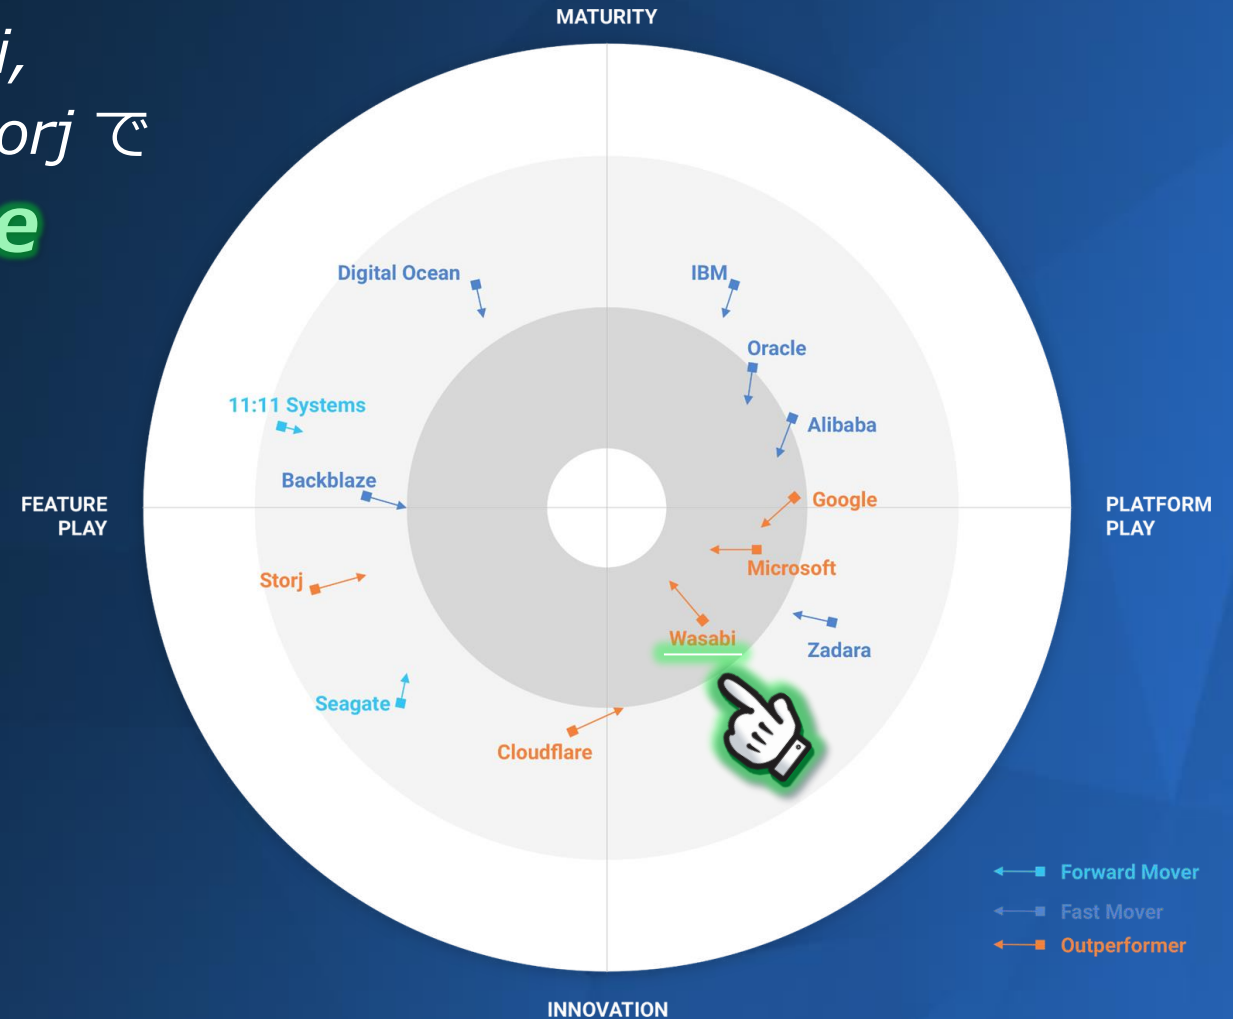 MATURITY
i,
orj で
e
Digital Ocean
IBM
Oracle
11:11 Systems
Alibaba
Backblaze
Google
FEATURE
PLAY
PLATFORM
PLAY
Microsoft
Storj
Wasabi
Zadara
Seagate
Cloudflare
Forward Mover
Fast Mover
Outperformer
INNOVATION